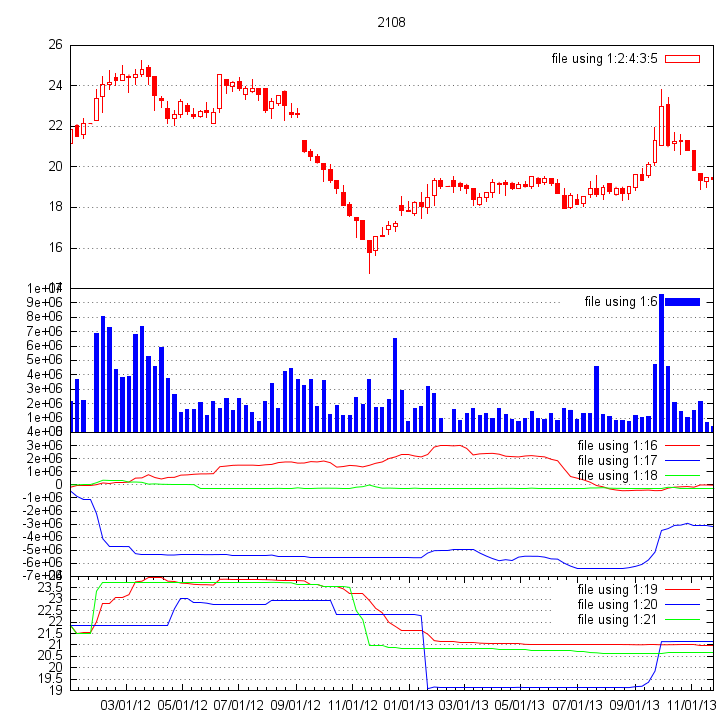 2108
26
file using 1:2:4:3:5
24
22
20
18
16
1e+07
file using 1:6
9e+06
8e+06
7e+06
6e+06
5e+06
4e+06
3e+06
2e+06
1e+06
4e+06
3e+06
file using 1:16
2e+06
file using 1:17
1e+06
file using 1:18
0
-1e+06
-2e+06
-3e+06
-4e+06
-5e+06
-6e+06
-7e+06
23.5
file using 1:19
23
file using 1:20
22.5
file using 1:21
22
21.5
21
20.5
20
19.5
19
03/01/12 05/01/12 07/01/12 09/01/12 11/01/12 01/01/13 03/01/13 05/01/13 07/01/13 09/01/13 11/01/13